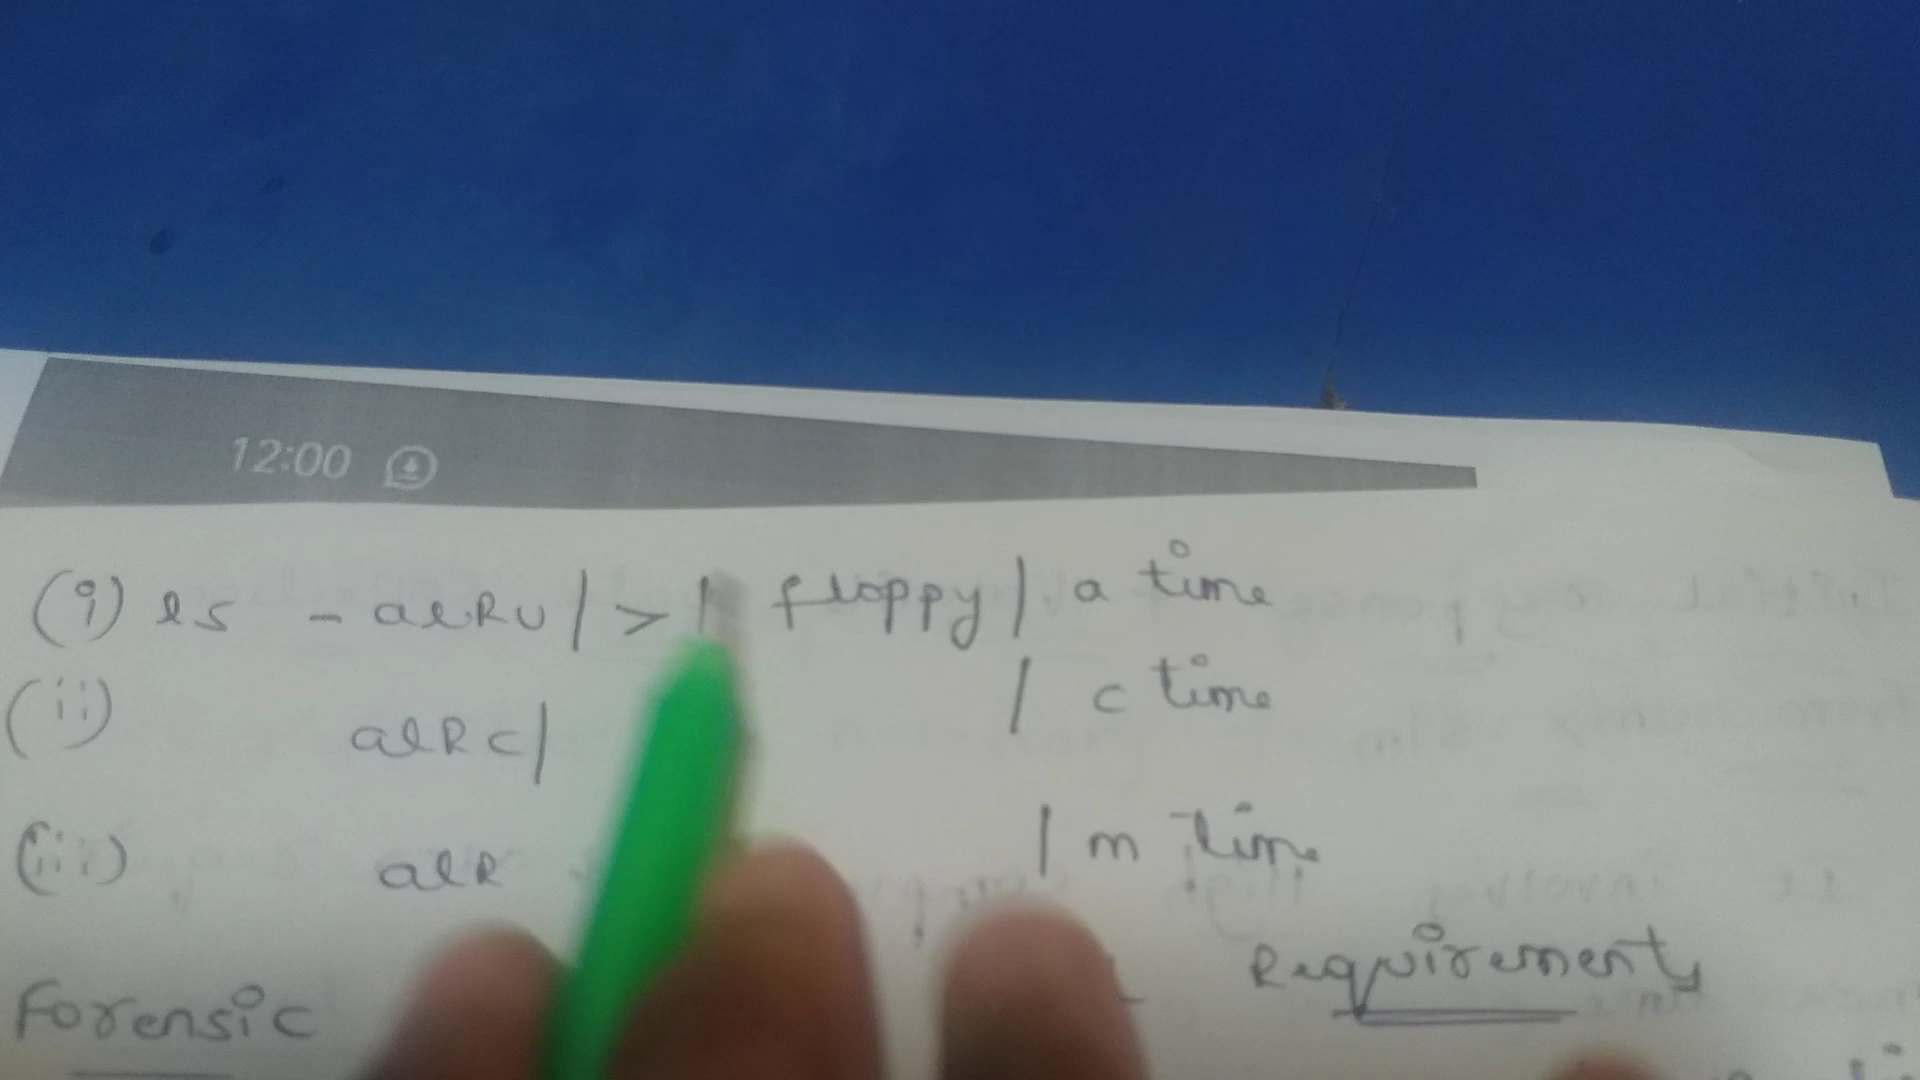 12:00
(i) ls - alRU / > / floppy / a time
(ii) alRC / / c time
(iii) alR / m time
Forensic Requirements